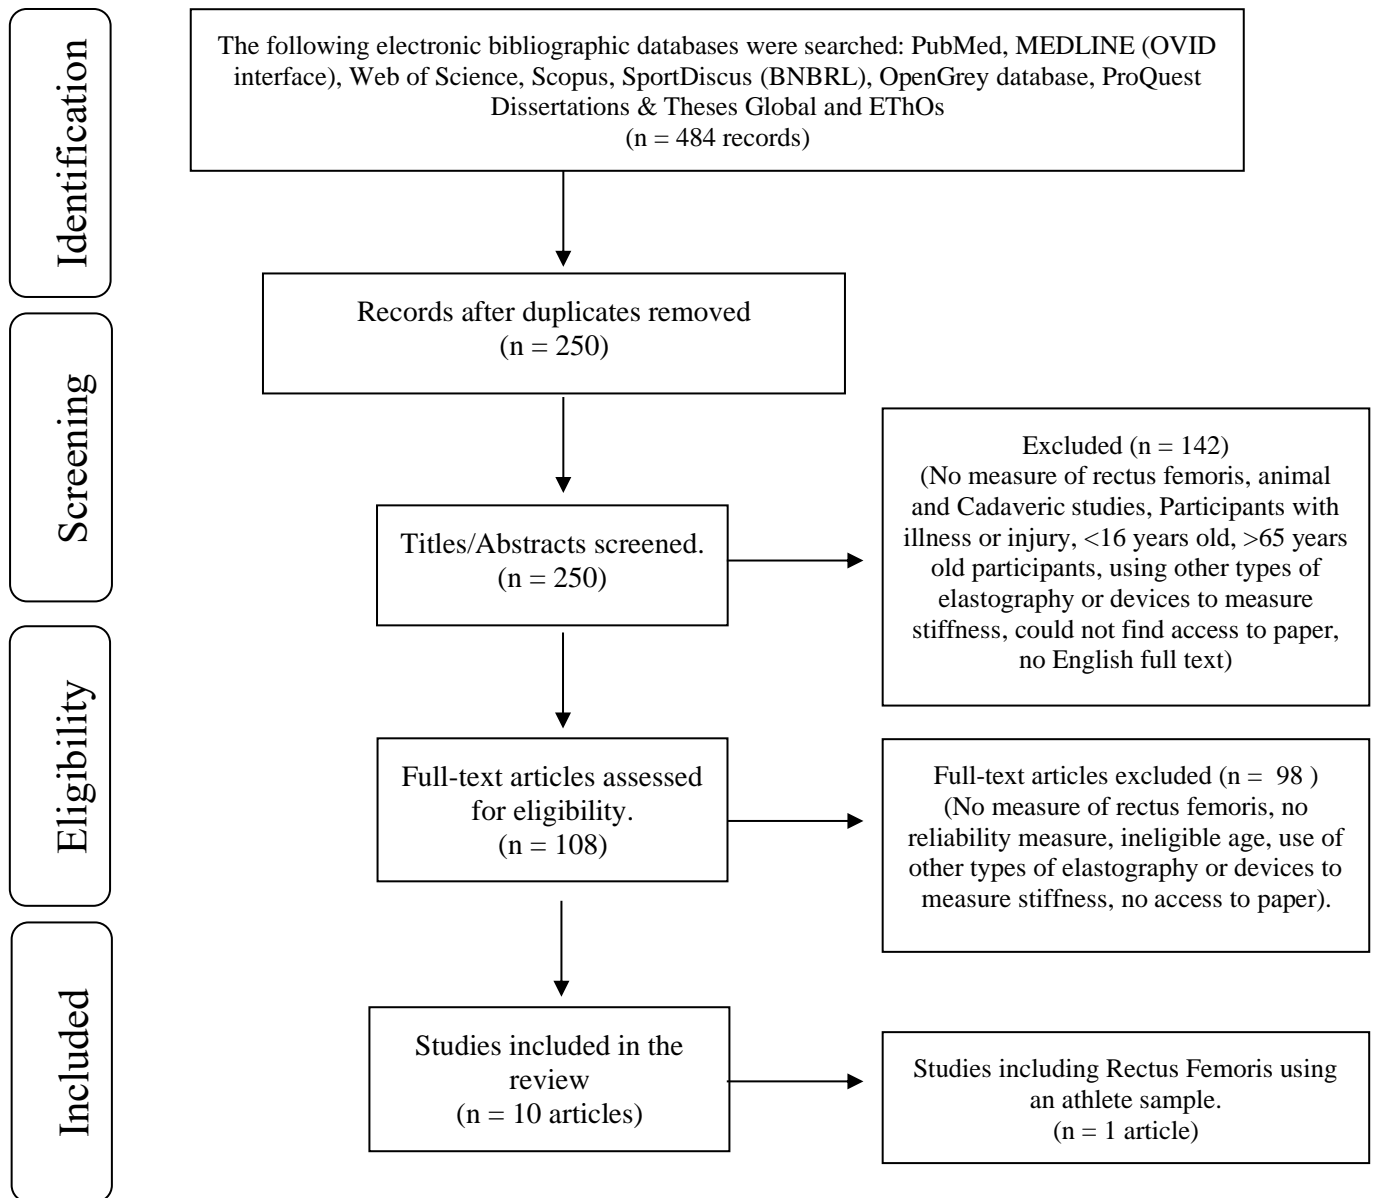 Identification
The following electronic bibliographic databases were searched: PubMed, MEDLINE (OVID
interface), Web of Science, Scopus, SportDiscus (BNBRL), OpenGrey database, ProQuest
Dissertations & Theses Global and EThOs
(n = 484 records)
Records after duplicates removed
(n = 250)
Screening
Titles/Abstracts screened.
(n = 250)
Excluded (n = 142)
(No measure of rectus femoris, animal
and Cadaveric studies, Participants with
illness or injury, <16 years old, >65 years
old participants, using other types of
elastography or devices to measure
stiffness, could not find access to paper,
no English full text)
Eligibility
Full-text articles assessed
for eligibility.
(n = 108)
Full-text articles excluded (n =  98 )
(No measure of rectus femoris, no
reliability measure, ineligible age, use of
other types of elastography or devices to
measure stiffness, no access to paper).
Included
Studies included in the
review
(n = 10 articles)
Studies including Rectus Femoris using
an athlete sample.
(n = 1 article)